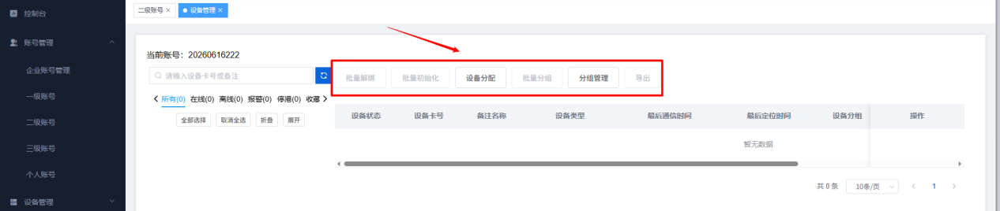 控制台
账号管理
企业账号管理
一级账号
二级账号
三级账号
个人账号
设备管理
二级账号 ×
设备管理 ×
当前账号：20260616222
请输入设备卡号或备注
所有(0) 在线(0) 离线(0) 报警(0) 停港(0) 收藏
全部选择 取消全选 折叠 展开
批量解绑 批量初始化 设备分配 批量分组 分组管理 导出
设备状态 设备卡号 备注名称 设备类型 最后通信时间 最后定位时间 设备分组 操作
暂无数据
共 0 条 10条/页 < 1 >